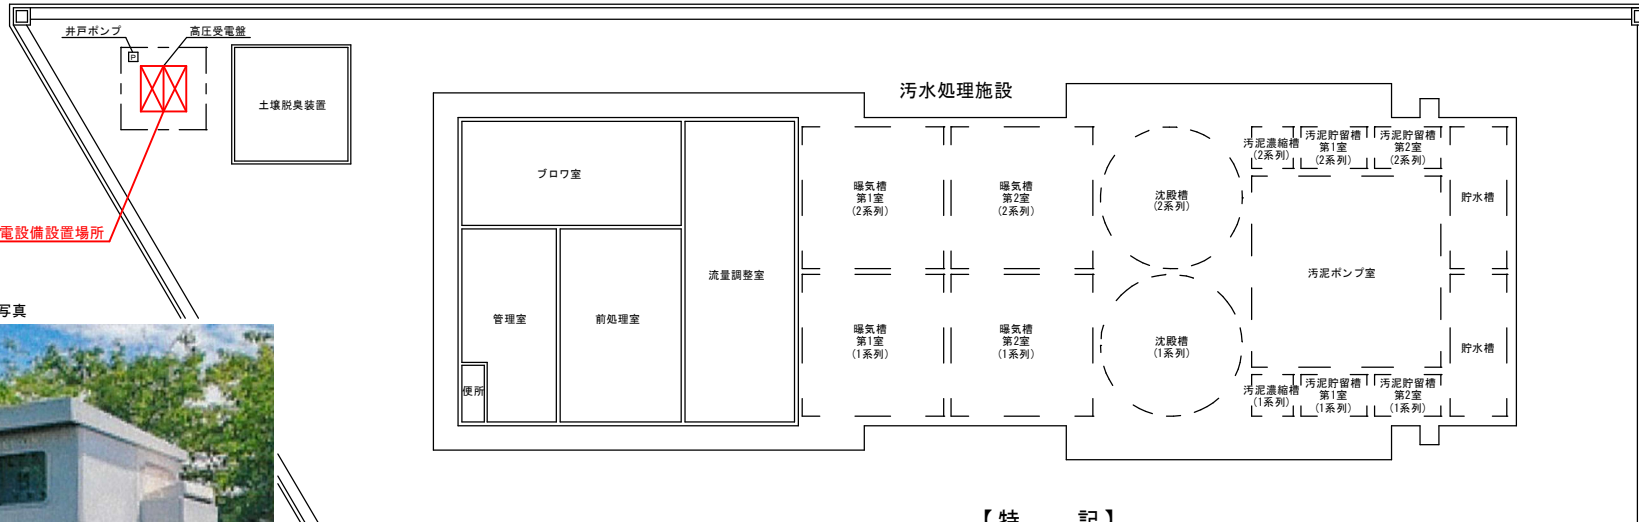 井戸ポンプ
高圧受電盤
P
土壌脱臭装置
電設備設置場所
写真
汚水処理施設
ブロワ室
流量調整室
管理室
前処理室
便所
曝気槽
第1室
(2系列)
曝気槽
第2室
(2系列)
沈殿槽
(2系列)
汚泥濃縮槽
(2系列)
汚泥貯留槽
第1室
(2系列)
汚泥貯留槽
第2室
(2系列)
貯水槽
汚泥ポンプ室
曝気槽
第1室
(1系列)
曝気槽
第2室
(1系列)
沈殿槽
(1系列)
汚泥濃縮槽
(1系列)
汚泥貯留槽
第1室
(1系列)
汚泥貯留槽
第2室
(1系列)
貯水槽
【特 記】